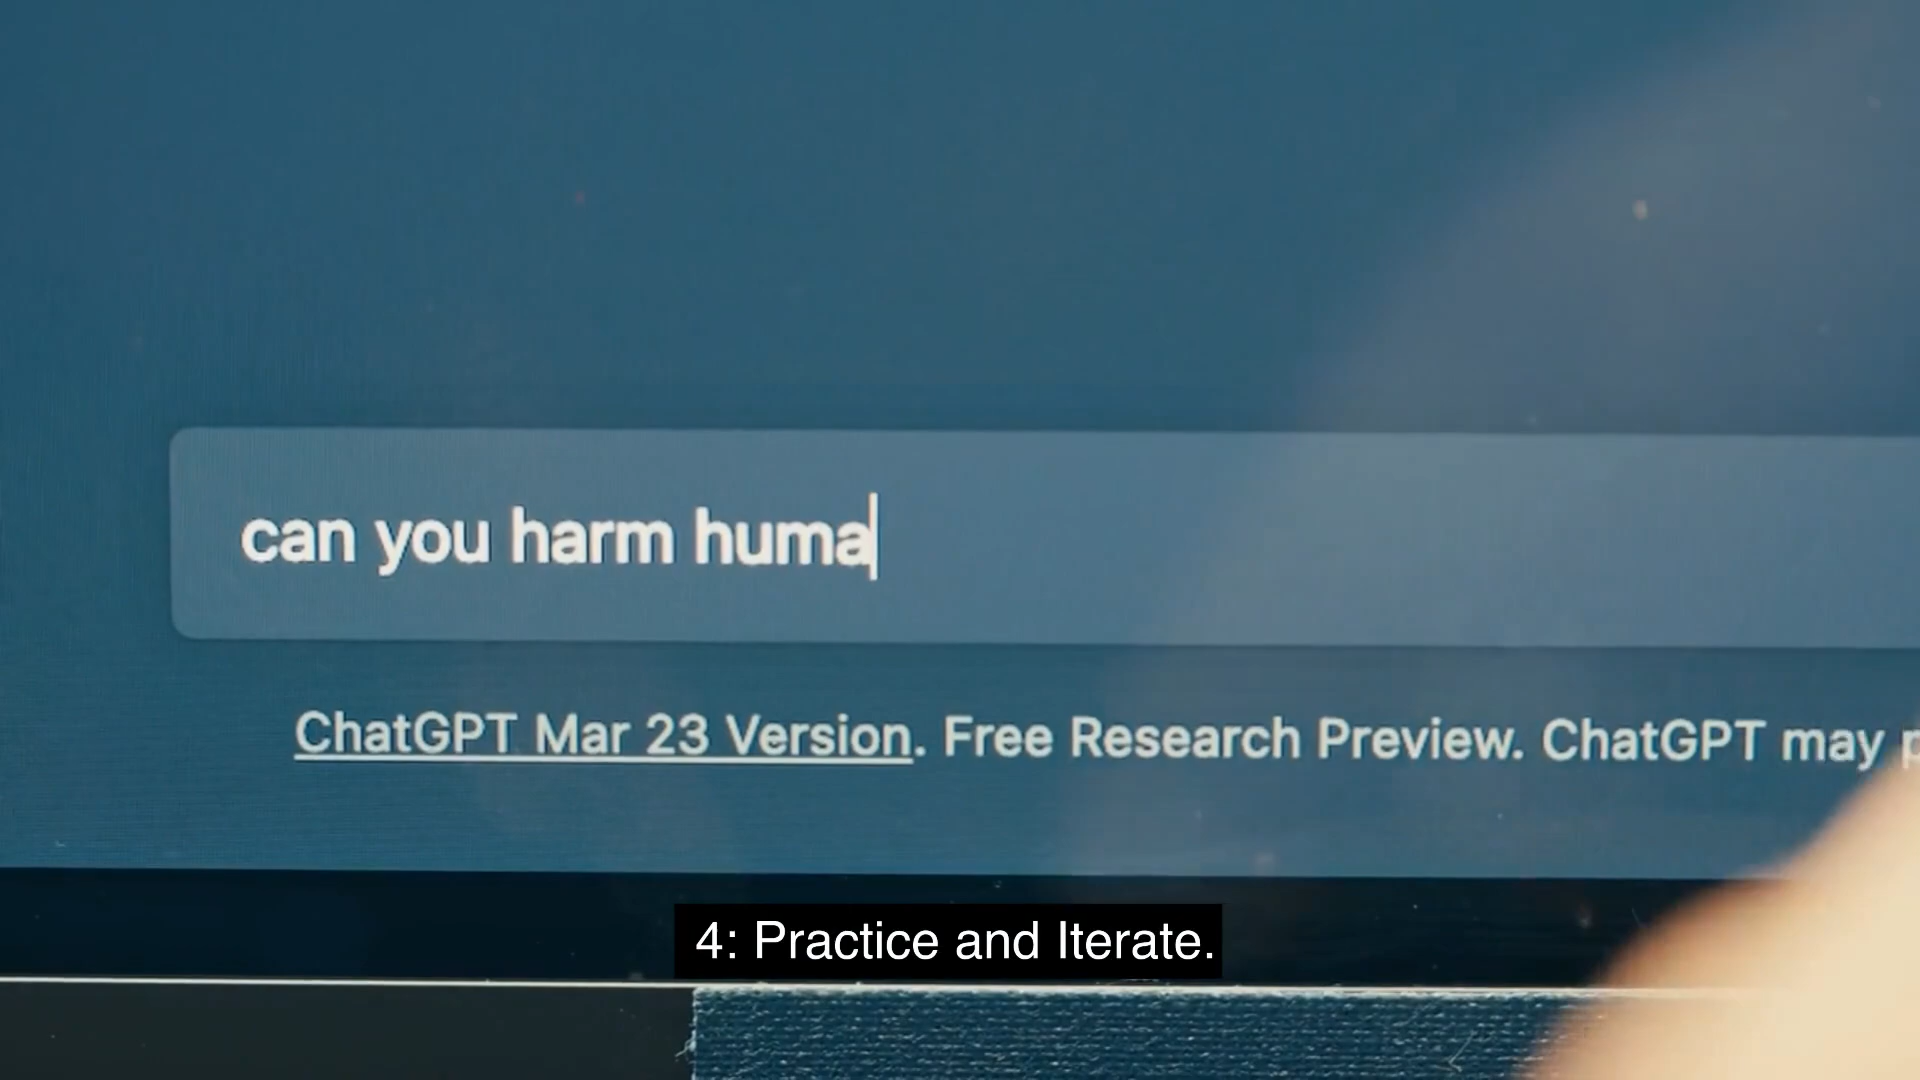 can you harm huma
ChatGPT Mar 23 Version. Free Research Preview. ChatGPT may
4: Practice and Iterate.